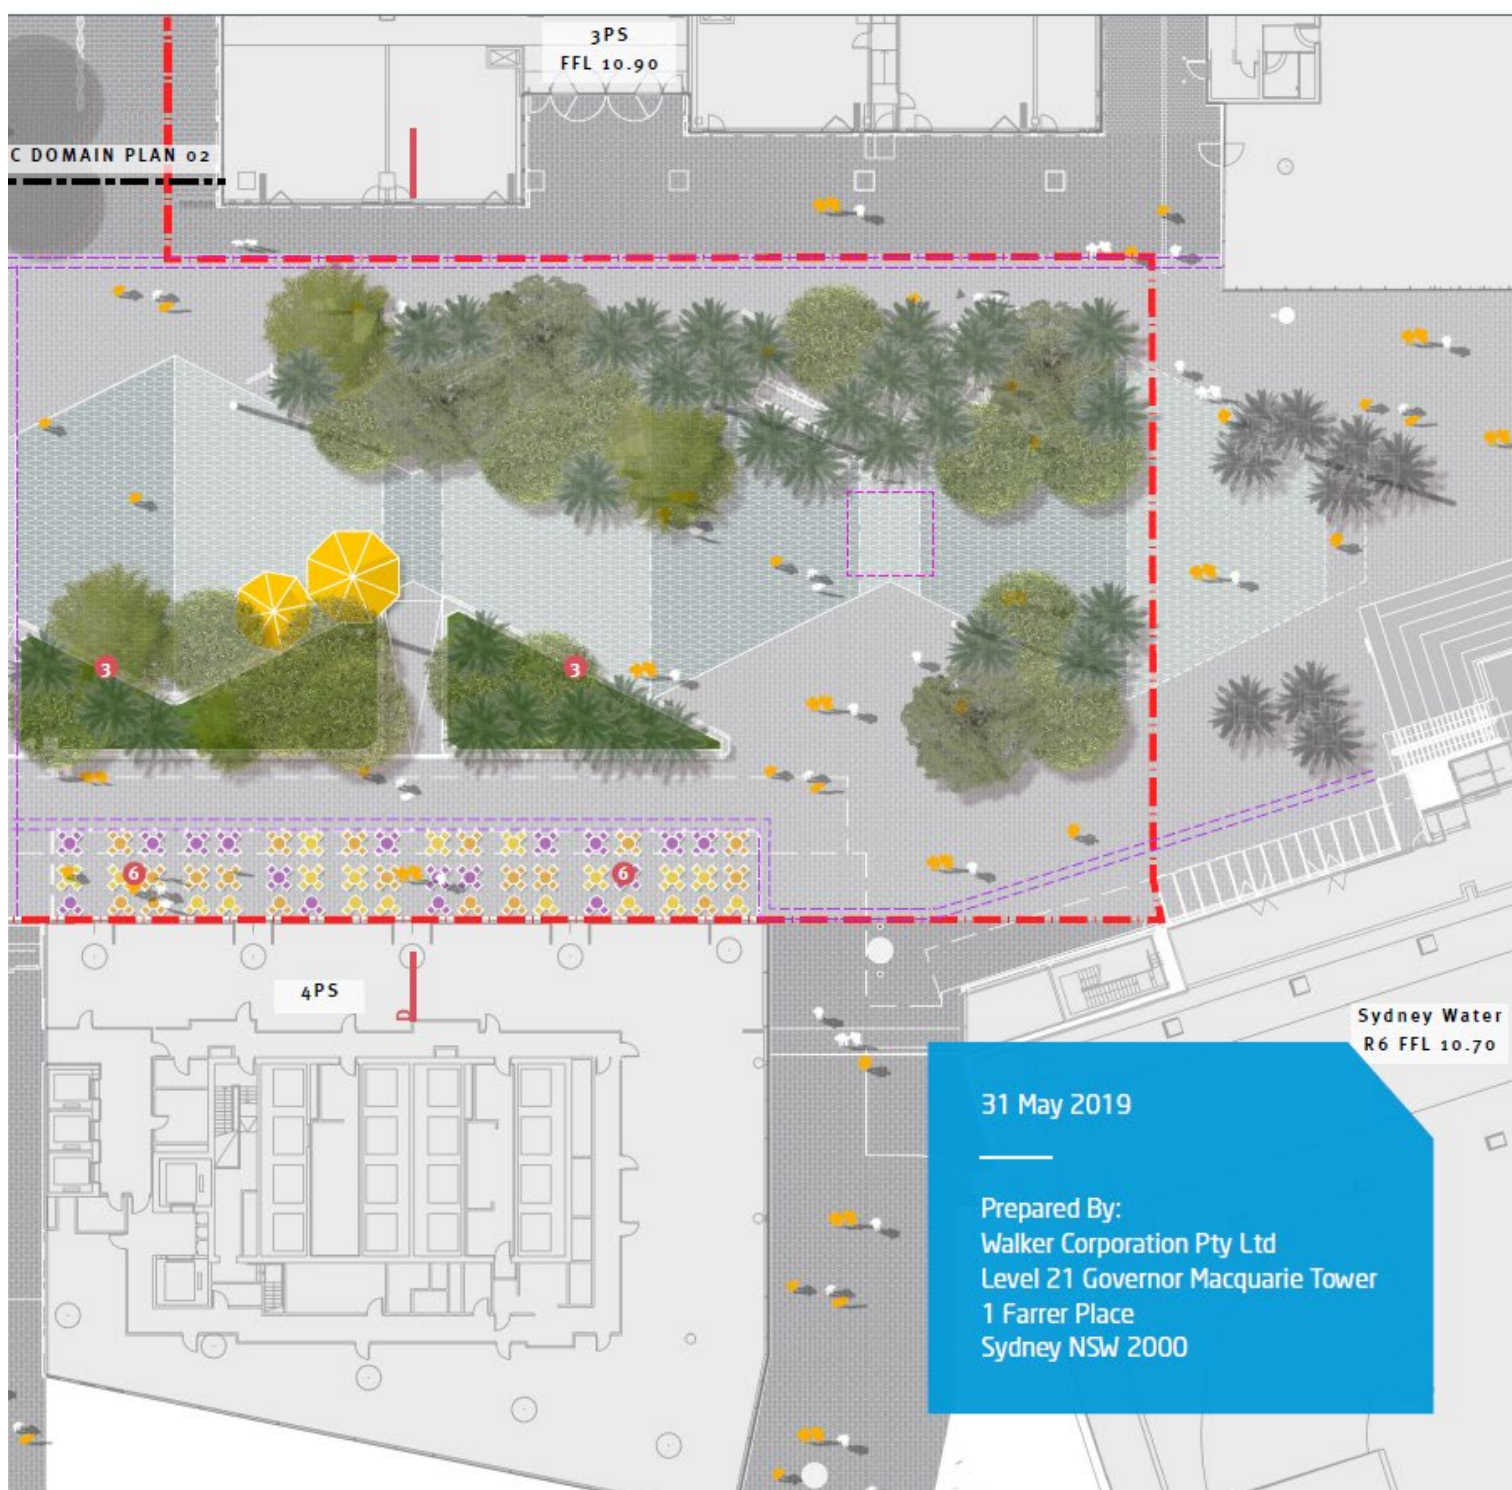 3PS
FFL 10.90
C DOMAIN PLAN 02
3
3
6
6
4PS
D
Sydney Water
R6 FFL 10.70
31 May 2019
Prepared By:
Walker Corporation Pty Ltd
Level 21 Governor Macquarie Tower
1 Farrer Place
Sydney NSW 2000